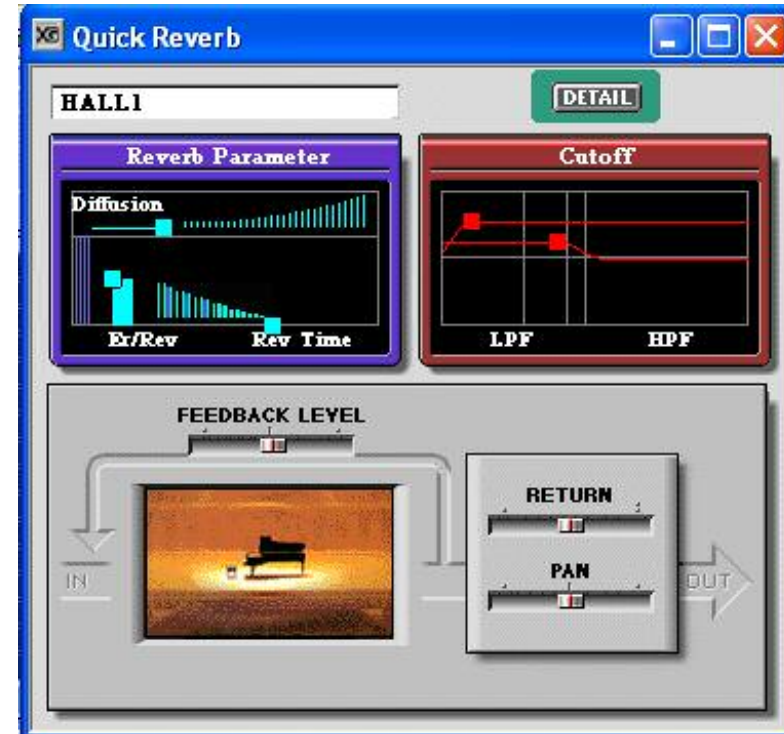 XG Quick Reverb
HALL1
DETAIL
Reverb Parameter
Diffusion
Er/Rev Rev Time
Cutoff
LPF HPF
FEEDBACK LEVEL
IN
RETURN
PAN
OUT